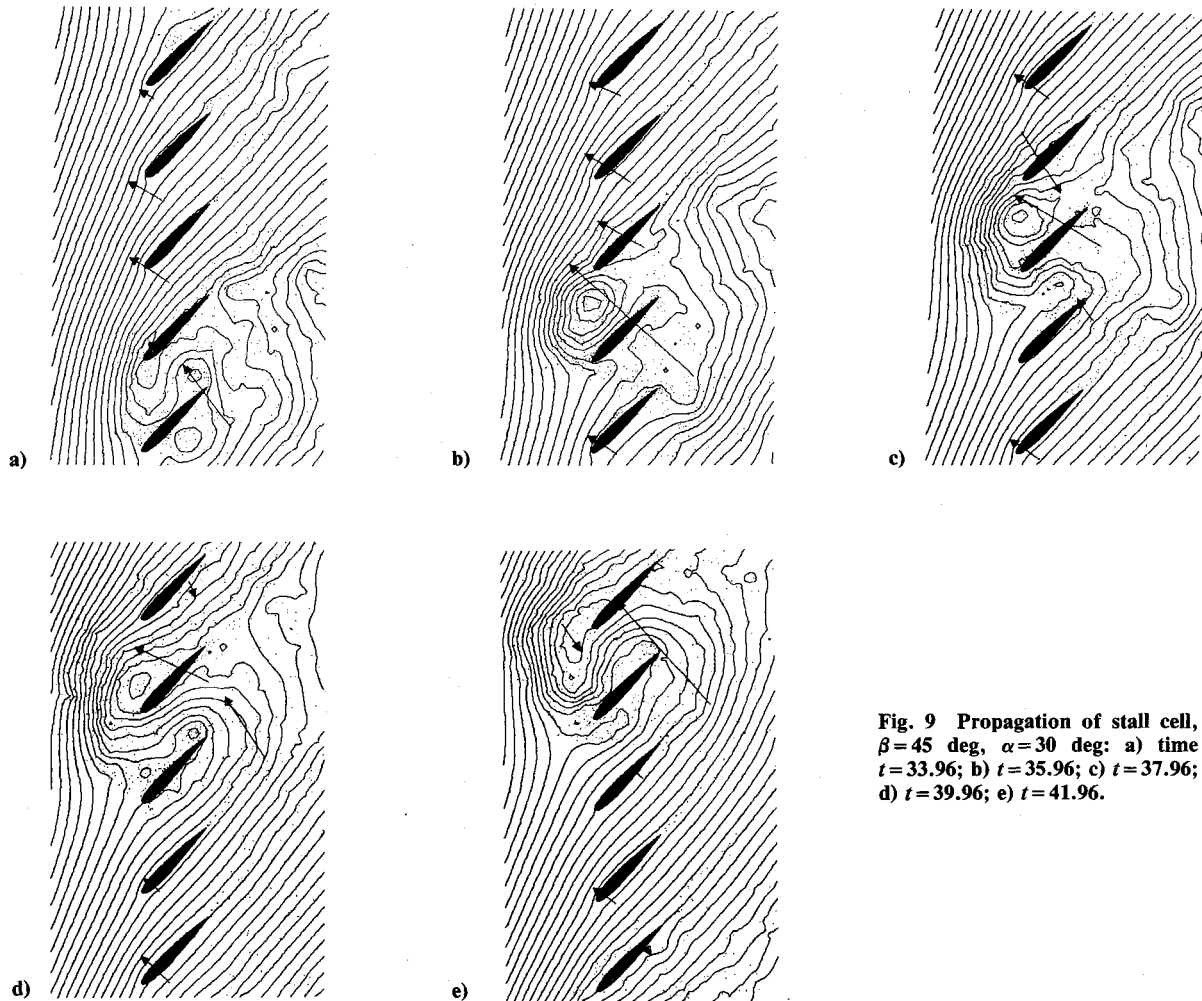 a)
b)
c)
d)
e)
Fig. 9 Propagation of stall cell,
β=45 deg, α=30 deg: a) time
t=33.96; b) t=35.96; c) t=37.96;
d) t=39.96; e) t=41.96.